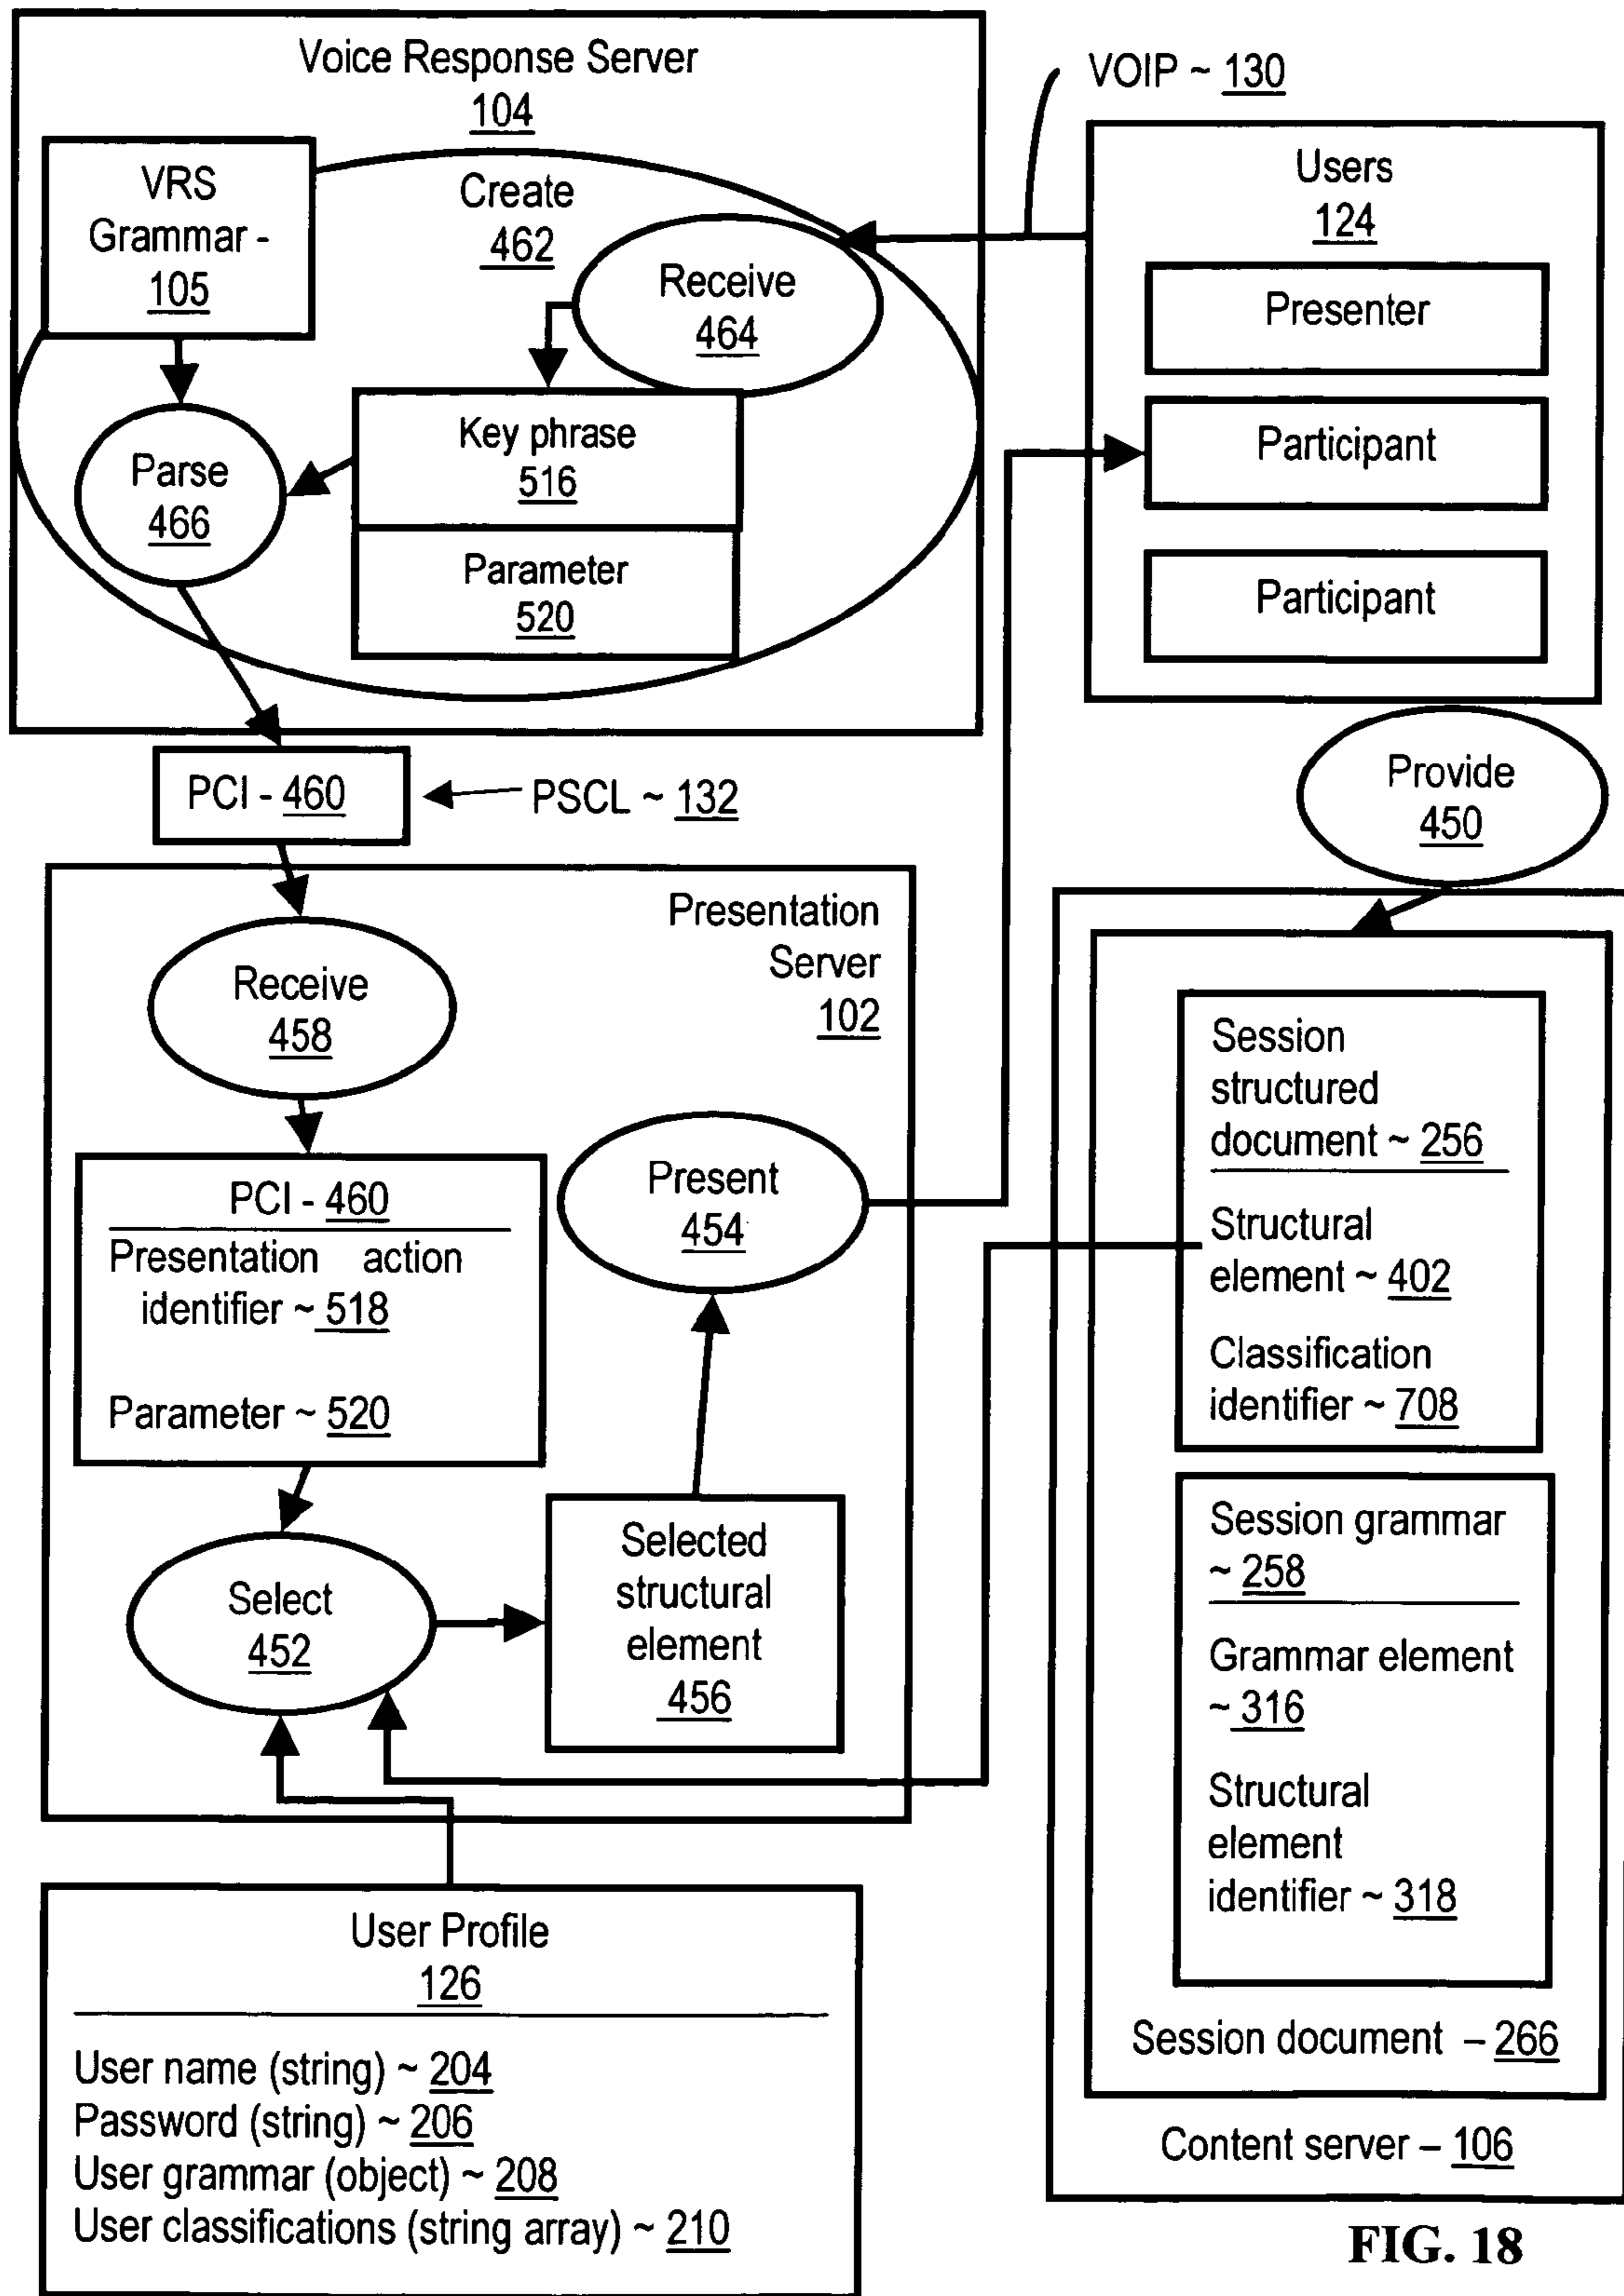 Voice Response Server
104
VRS
Grammar -
105
Create
462
Receive
464
Key phrase
516
Parameter
520
Parse
466
VOIP ~ 130
Users
124
Presenter
Participant
Participant
PCI - 460
PSCL ~ 132
Provide
450
Presentation
Server
102
Receive
458
PCI - 460
Presentation action
identifier ~ 518
Parameter ~ 520
Present
454
Select
452
Selected
structural
element
456
Session
structured
document ~ 256
Structural
element ~ 402
Classification
identifier ~ 708
Session grammar
~ 258
Grammar element
~ 316
Structural
element
identifier ~ 318
Session document – 266
Content server – 106
User Profile
126
User name (string) ~ 204
Password (string) ~ 206
User grammar (object) ~ 208
User classifications (string array) ~ 210
FIG. 18